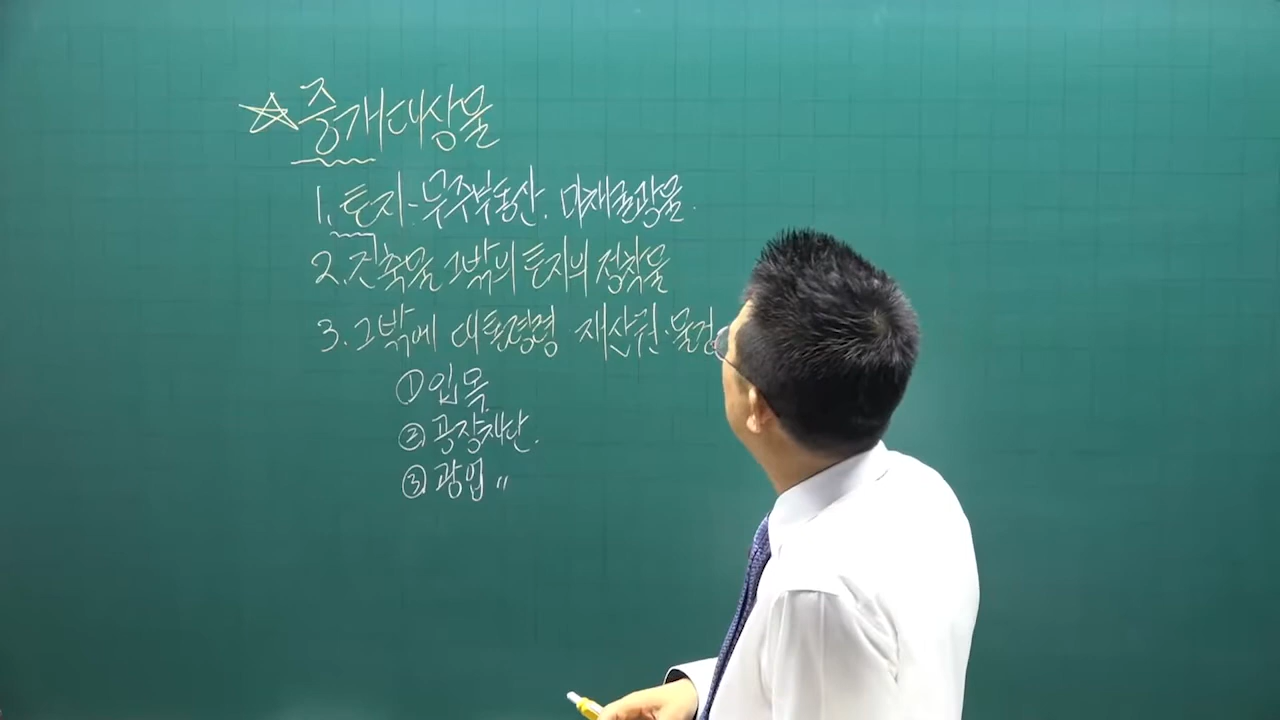 ☆중개대상물
1. 토지 - 무주부동산. 미채굴광물.
2. 건축물 그밖의 토지의 정착물
3. 그밖에 대통령령 재산권·물건
① 입목
② 공장재단.
③ 광업 〃